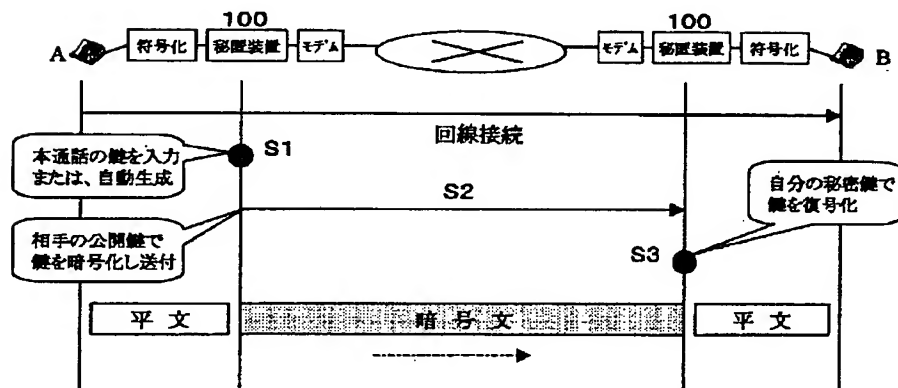 100
100
A
符号化
秘匿装置
モデム
モデム
秘匿装置
符号化
B
回線接続
本通話の鍵を入力
または、自動生成
S1
S2
自分の秘密鍵で
鍵を復号化
相手の公開鍵で
鍵を暗号化し送付
S3
平文
暗号文
平文